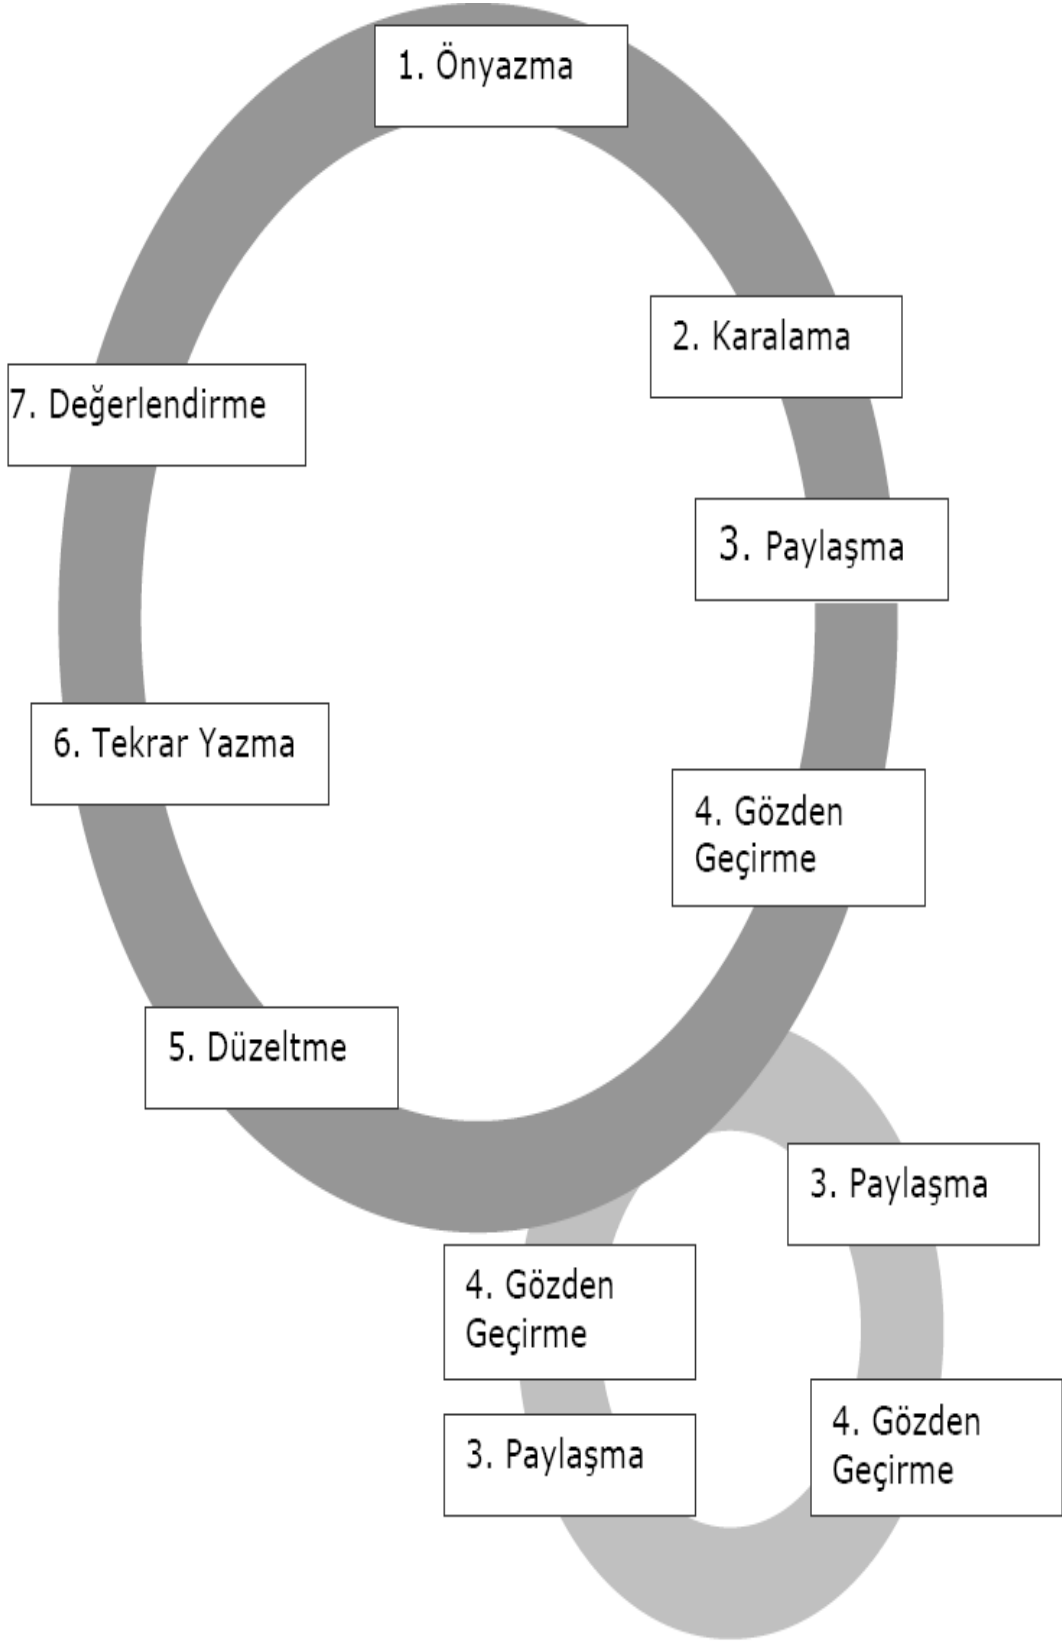 1. Önyazma
2. Karalama
3. Paylaşma
4. Gözden
Geçirme
5. Düzeltme
6. Tekrar Yazma
7. Değerlendirme
3. Paylaşma
4. Gözden
Geçirme
3. Paylaşma
4. Gözden
Geçirme